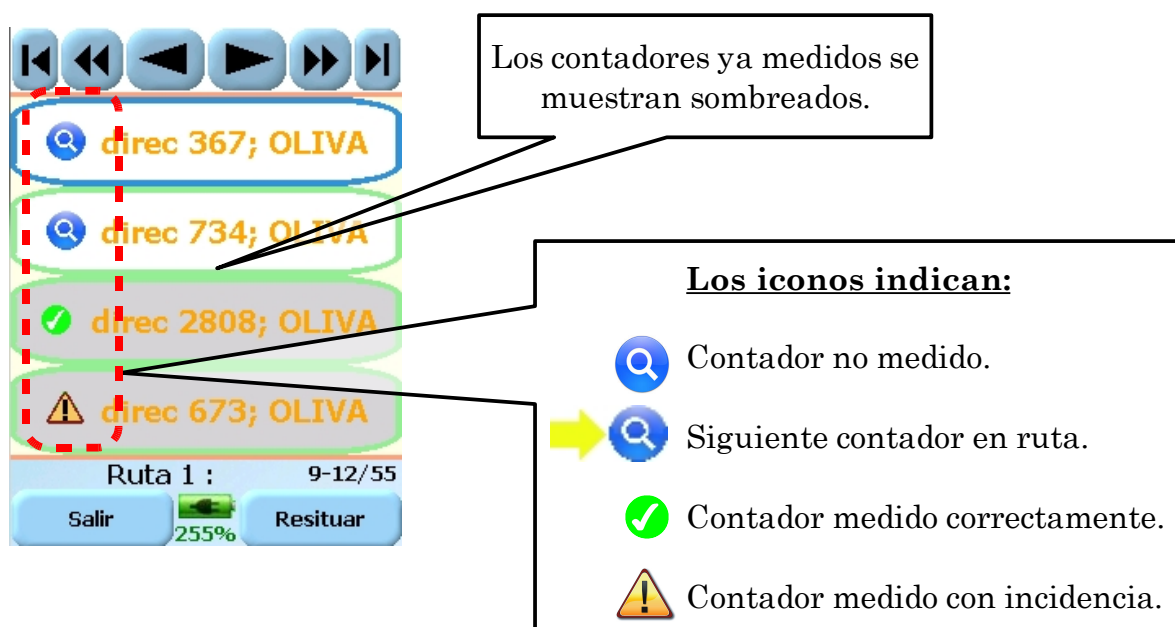 Los contadores ya medidos se
muestran sombreados.
direc 367; OLIVA
direc 734; OLIVA
direc 2808; OLIVA
direc 673; OLIVA
Ruta 1 : 9-12/55
Salir 255% Resituar
Los iconos indican:
Contador no medido.
Siguiente contador en ruta.
Contador medido correctamente.
Contador medido con incidencia.